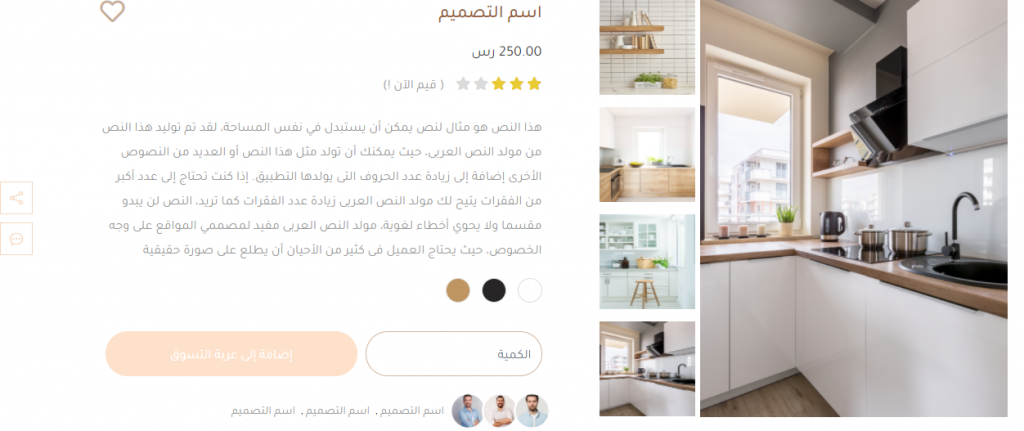 اسم التصميم
250.00 رس
( قيم الآن !)
هذا النص هو مثال لنص يمكن أن يستبدل في نفس المساحة، لقد تم توليد هذا النص
من مولد النص العربى، حيث يمكنك أن تولد مثل هذا النص أو العديد من النصوص
الأخرى إضافة إلى زيادة عدد الحروف التى يولدها التطبيق. إذا كنت تحتاج إلى عدد أكبر
من الفقرات يتيح لك مولد النص العربى زيادة عدد الفقرات كما تريد، النص لن يبدو
مقسما ولا يحوي أخطاء لغوية، مولد النص العربى مفيد لمصممي المواقع على وجه
الخصوص، حيث يحتاج العميل فى كثير من الأحيان أن يطلع على صورة حقيقية
الكمية
إضافة إلى عربة التسوق
اسم التصميم , اسم التصميم , اسم التصميم